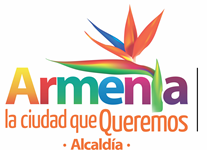 Armenia
la ciudad que Queremos
· Alcaldía ·